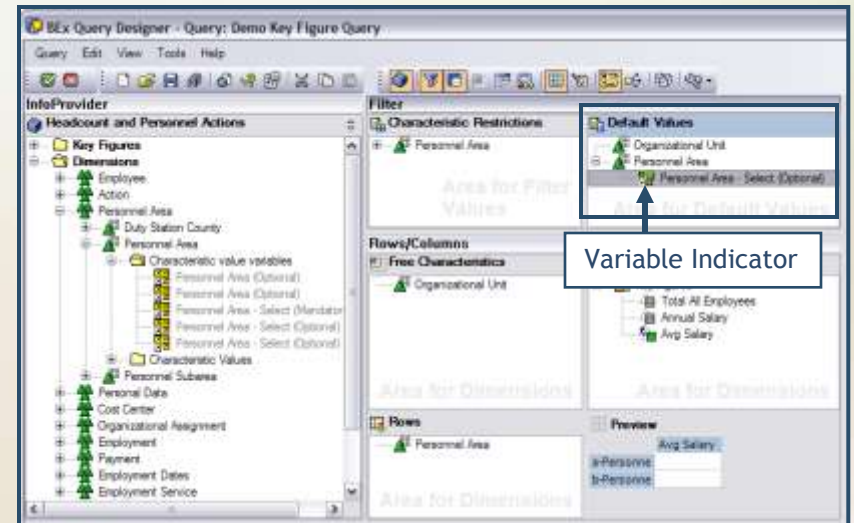 BEx Query Designer - Query: Demo Key Figure Query
Query Edit View Tools Help
InfoProvider
Headcount and Personnel Actions
Key Figures
Dimensions
Employee
Action
Personnel Area
Duty Station County
Personnel Area
Characteristic value variables
Personnel Area (Optional)
Personnel Area (Optional)
Personnel Area - Select (Mandator
Personnel Area - Select (Optional)
Personnel Area - Select (Optional)
Characteristic Values
Personnel Subarea
Personal Data
Cost Center
Organizational Assignment
Employment
Payment
Employment Dates
Employment Service
Filter
Characteristic Restrictions
Personnel Area
Area for Filter
Values
Default Values
Organizational Unit
Personnel Area
Personnel Area - Select (Optional)
Area for Default Values
Variable Indicator
Rows/Columns
Free Characteristics
Organizational Unit
Area for Dimensions
Total All Employees
Annual Salary
Avg Salary
Area for Dimensions
Rows
Personnel Area
Area for Dimensions
Preview
Avg Salary
a-Personne
b-Personne